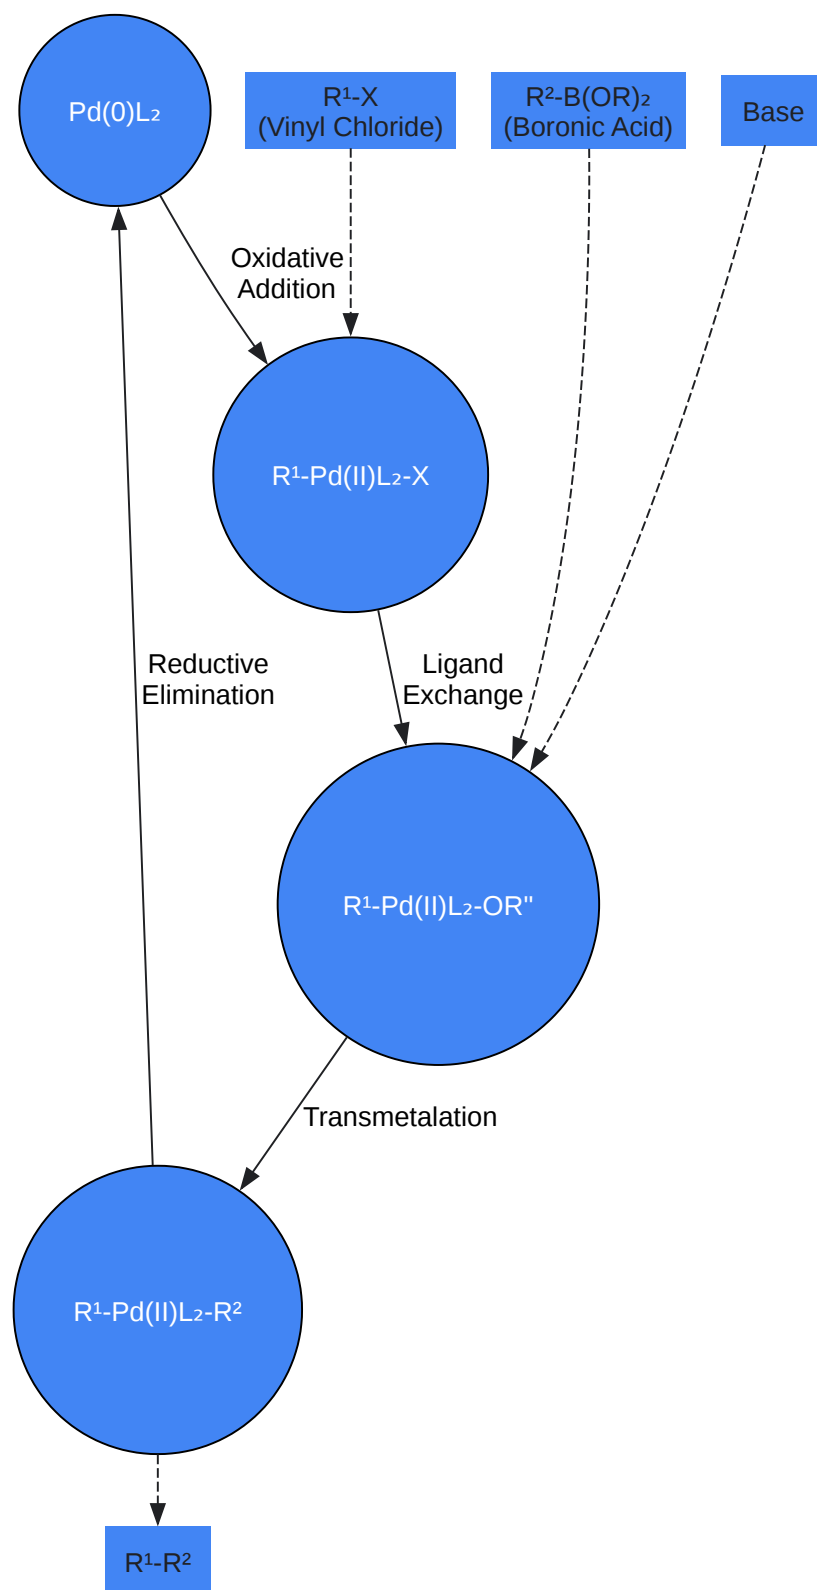 Pd(0)L₂
R¹-X
(Vinyl Chloride)
R²-B(OR)₂
(Boronic Acid)
Base
Oxidative
Addition
R¹-Pd(II)L₂-X
Reductive
Elimination
Ligand
Exchange
R¹-Pd(II)L₂-OR"
Transmetalation
R¹-Pd(II)L₂-R²
R¹-R²